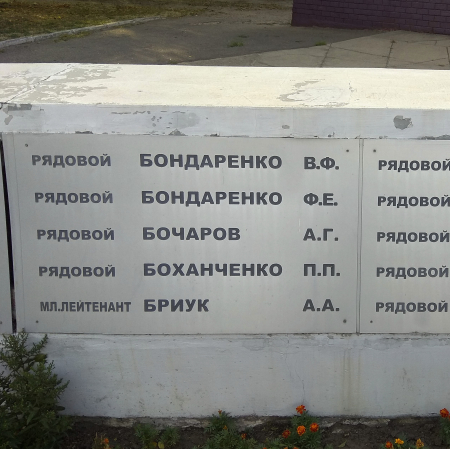 РЯДОВОЙ БОНДАРЕНКО В.Ф. РЯДОВОЙ
РЯДОВОЙ БОНДАРЕНКО Ф.Е. РЯДОВОЙ
РЯДОВОЙ БОЧАРОВ А.Г. РЯДОВОЙ
РЯДОВОЙ БОХАНЧЕНКО П.П. РЯДОВОЙ
МЛ.ЛЕЙТЕНАНТ БРИУК А.А. РЯДОВОЙ